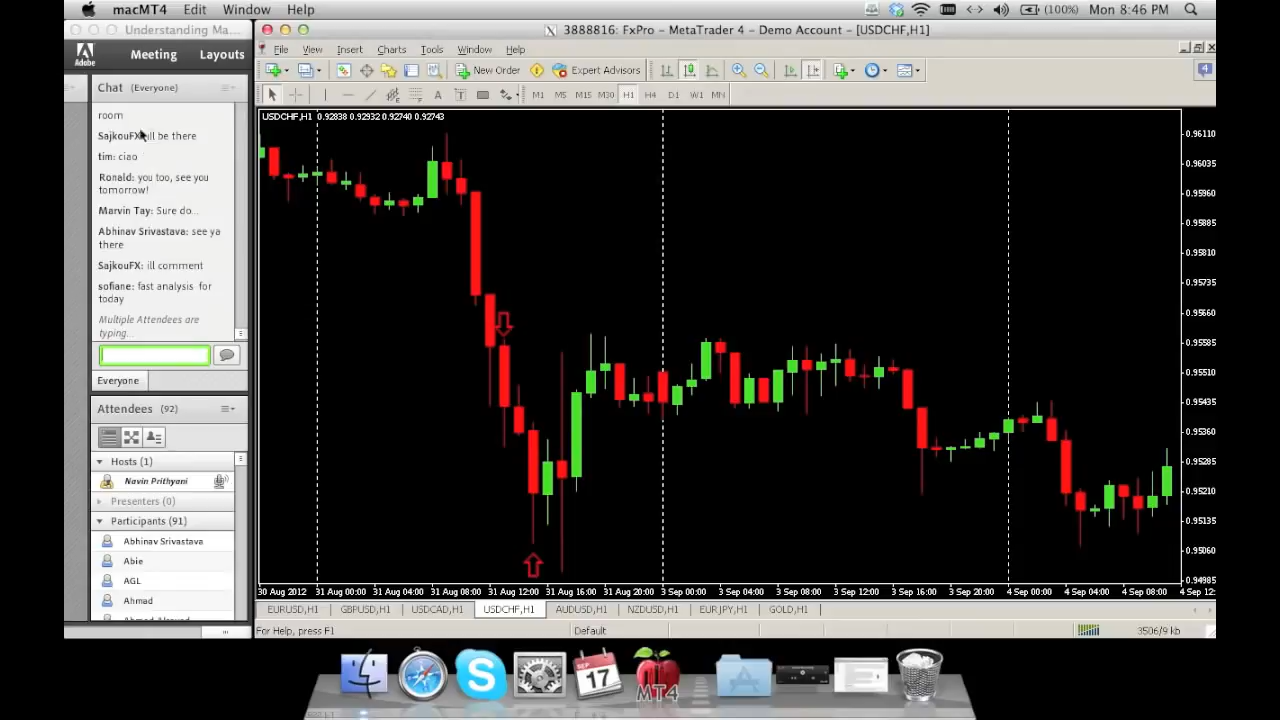 macMT4 Edit Window Help
(100%) Mon 8:46 PM
Understanding Ma...
3888816: FxPro - MetaTrader 4 - Demo Account - [USDCHF,H1]
Adobe
Meeting Layouts
File View Insert Charts Tools Window Help
New Order Expert Advisors
4
A T M1 M5 M15 M30 H1 H4 D1 W1 MN
Chat (Everyone)
room
SajkouFX: ill be there
tim: ciao
Ronald: you too, see you
tomorrow!
Marvin Tay: Sure do...
Abhinav Srivastava: see ya
there
SajkouFX: ill comment
sofiane: fast analysis for
today
Multiple Attendees are
typing...
Everyone
Attendees (92)
Hosts (1)
Navin Prithyani
Presenters (0)
Participants (91)
Abhinav Srivastava
Abie
AGL
Ahmad
USDCHF,H1 0.92838 0.92932 0.92740 0.92743
0.96110
0.96035
0.95960
0.95885
0.95810
0.95735
0.95660
0.95585
0.95510
0.95435
0.95360
0.95285
0.95210
0.95135
0.95060
0.94985
30 Aug 2012 31 Aug 00:00 31 Aug 04:00 31 Aug 08:00 31 Aug 12:00 31 Aug 16:00 31 Aug 20:00 3 Sep 00:00 3 Sep 04:00 3 Sep 08:00 3 Sep 12:00 3 Sep 16:00 3 Sep 20:00 4 Sep 00:00 4 Sep 04:00 4 Sep 08:00 4 Sep 12:
EURUSD,H1 GBPUSD,H1 USDCAD,H1 USDCHF,H1 AUDUSD,H1 NZDUSD,H1 EURJPY,H1 GOLD,H1
For Help, press F1 Default 3506/9 kb
SEP
17
MT4